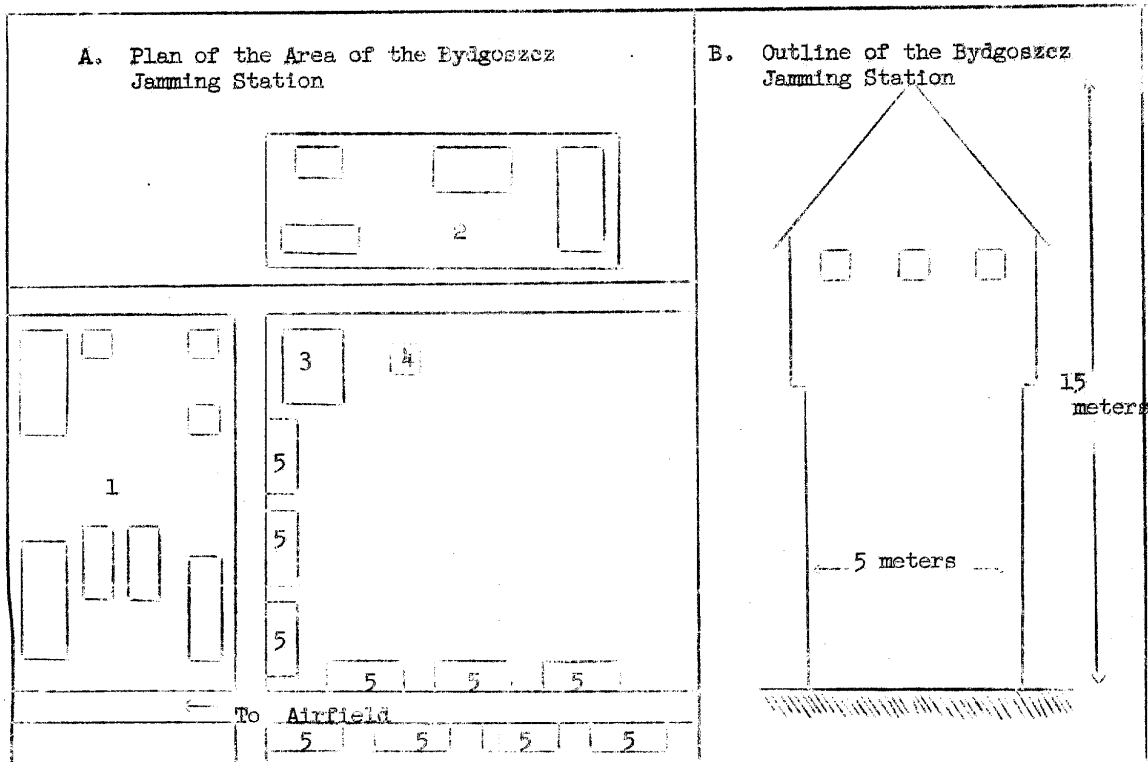 A. Plan of the Area of the Bydgoszcz
Jamming Station
2
3
4
5
1
5
5
5 5 5
To Airfield
5 5 5 5
B. Outline of the Bydgoszcz
Jamming Station
15
meters
5 meters